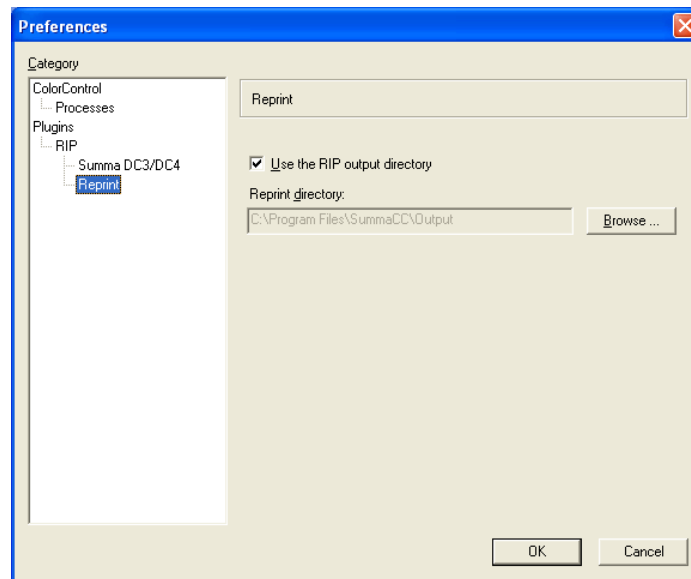 Preferences
Category
ColorControl
Processes
Plugins
RIP
Summa DC3/DC4
Reprint
Reprint
Use the RIP output directory
Reprint directory:
C:\Program Files\SummaCC\Output
Browse ...
OK
Cancel